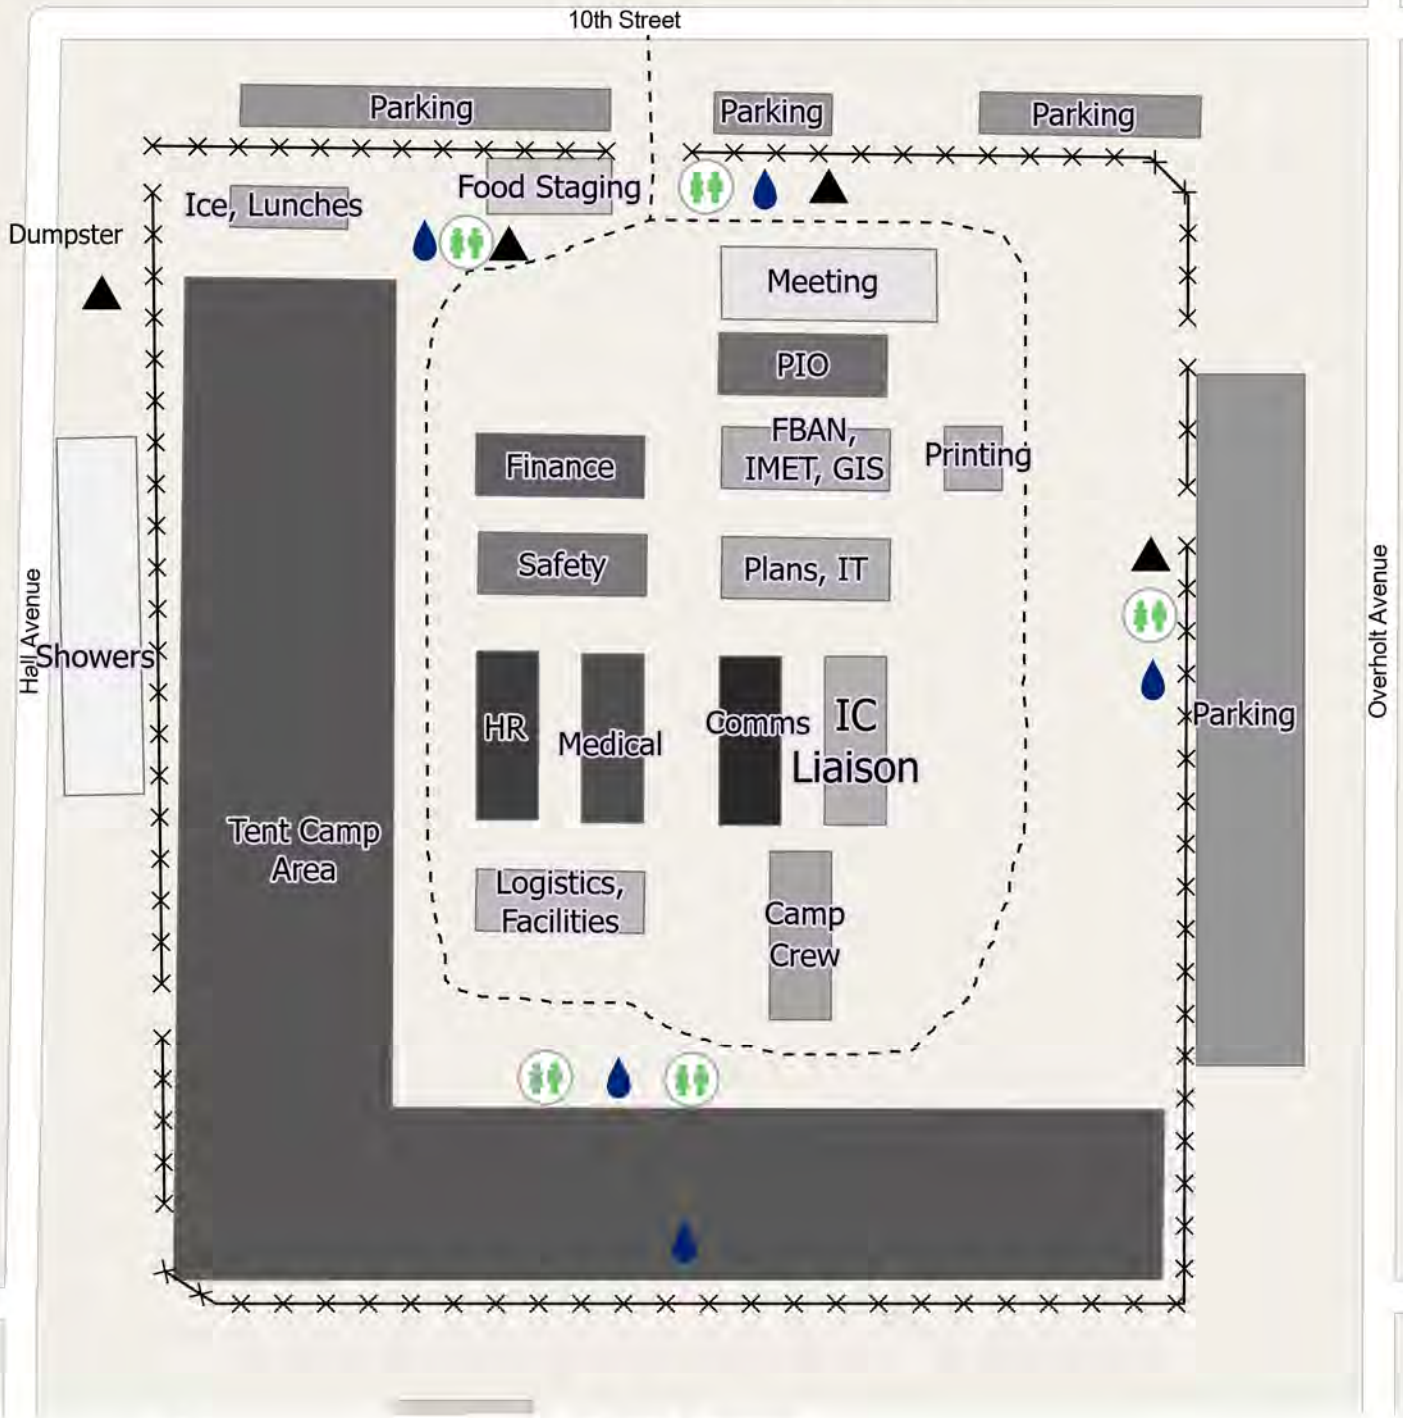 10th Street
Parking
Parking
Parking
Food Staging
Ice, Lunches
Dumpster
Meeting
PIO
FBAN,
IMET, GIS
Printing
Finance
Safety
Plans, IT
Hall Avenue
Showers
Overholt Avenue
HR
Medical
Comms
IC
Liaison
Parking
Tent Camp
Area
Logistics,
Facilities
Camp
Crew